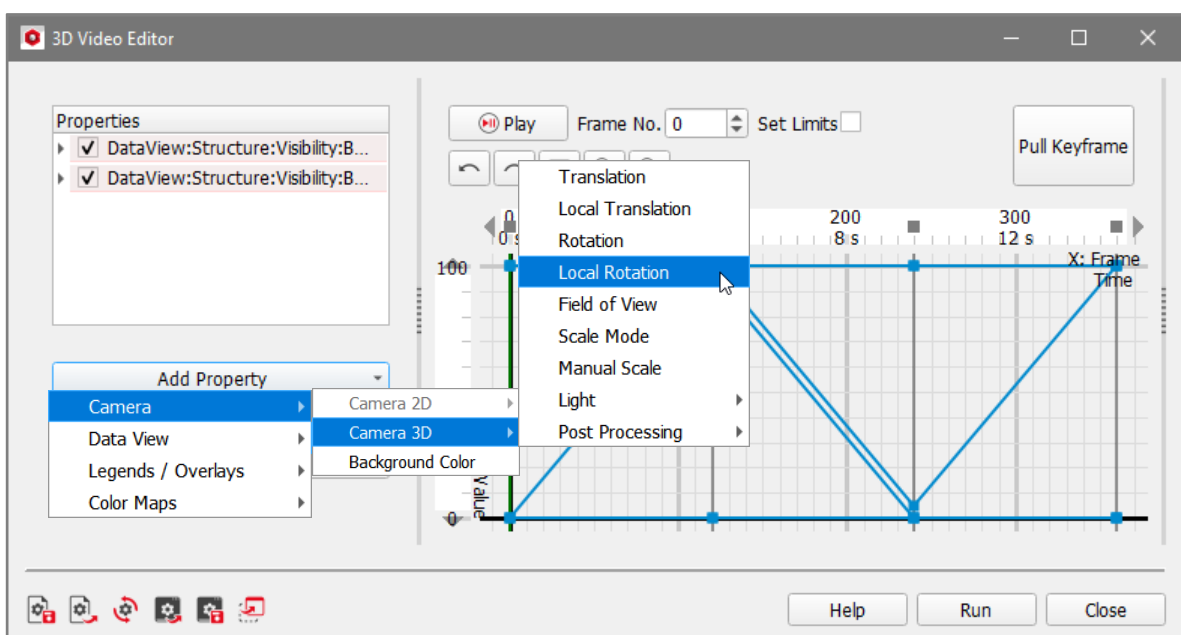 3D Video Editor
Properties
DataView:Structure:Visibility:B...
DataView:Structure:Visibility:B...
Add Property
Camera
Data View
Legends / Overlays
Color Maps
Camera 2D
Camera 3D
Background Color
Translation
Local Translation
Rotation
Local Rotation
Field of View
Scale Mode
Manual Scale
Light
Post Processing
Play Frame No. 0 Set Limits
Pull Keyframe
0 200 300
0 s 8 s 12 s
X: Frame
Time
100
Value
0
Help Run Close